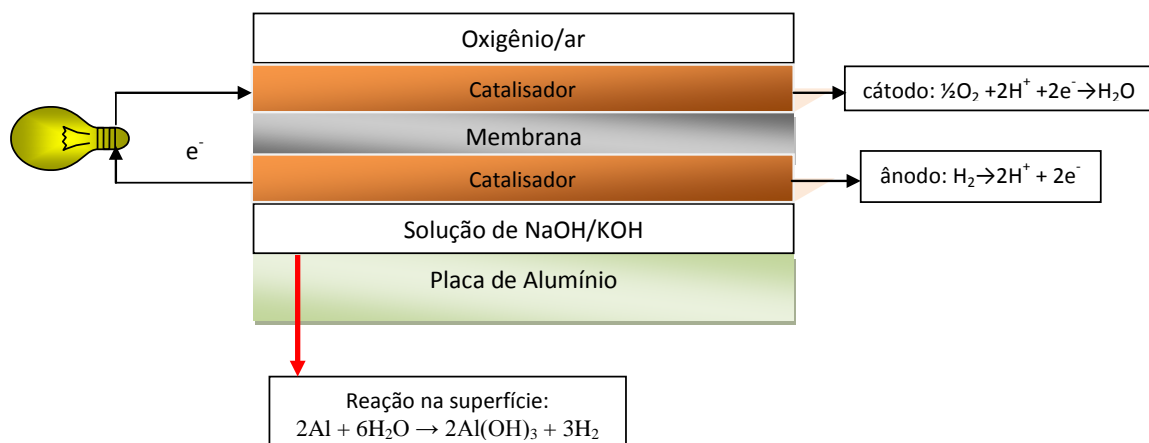 Oxigênio/ar
Catalisador
cátodo: ½O₂ +2H⁺ +2e⁻→H₂O
Membrana
e⁻
Catalisador
ânodo: H₂→2H⁺ + 2e⁻
Solução de NaOH/KOH
Placa de Alumínio
Reação na superfície:
2Al + 6H₂O → 2Al(OH)₃ + 3H₂